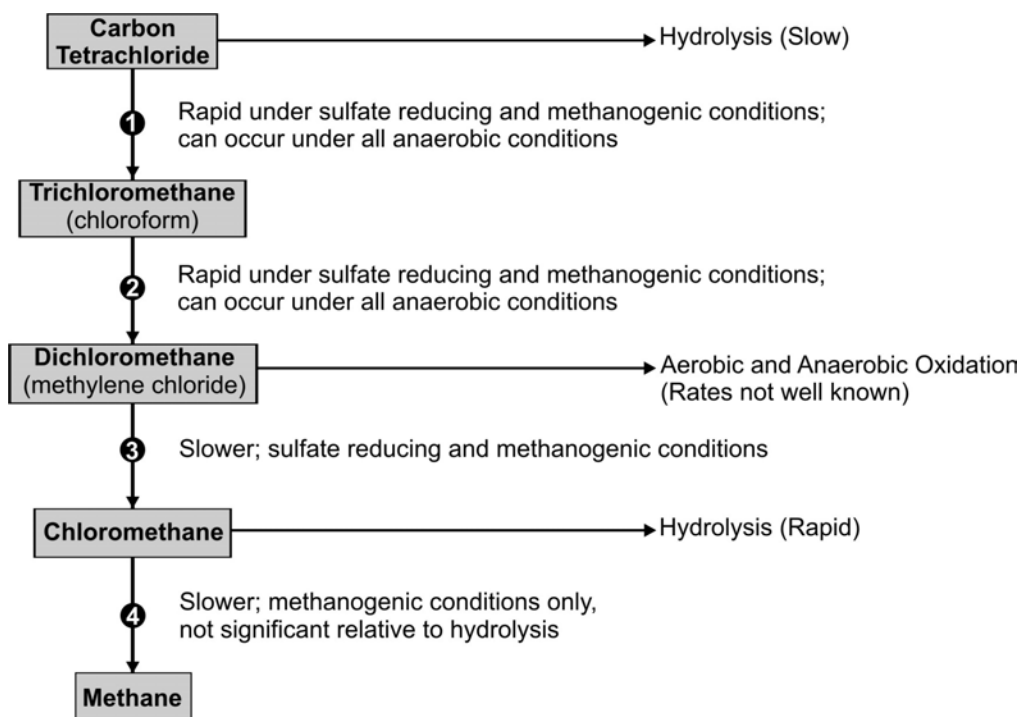 Carbon
Tetrachloride
Hydrolysis (Slow)
1
Rapid under sulfate reducing and methanogenic conditions;
can occur under all anaerobic conditions
Trichloromethane
(chloroform)
2
Rapid under sulfate reducing and methanogenic conditions;
can occur under all anaerobic conditions
Dichloromethane
(methylene chloride)
Aerobic and Anaerobic Oxidation
(Rates not well known)
3
Slower; sulfate reducing and methanogenic conditions
Chloromethane
Hydrolysis (Rapid)
4
Slower; methanogenic conditions only,
not significant relative to hydrolysis
Methane